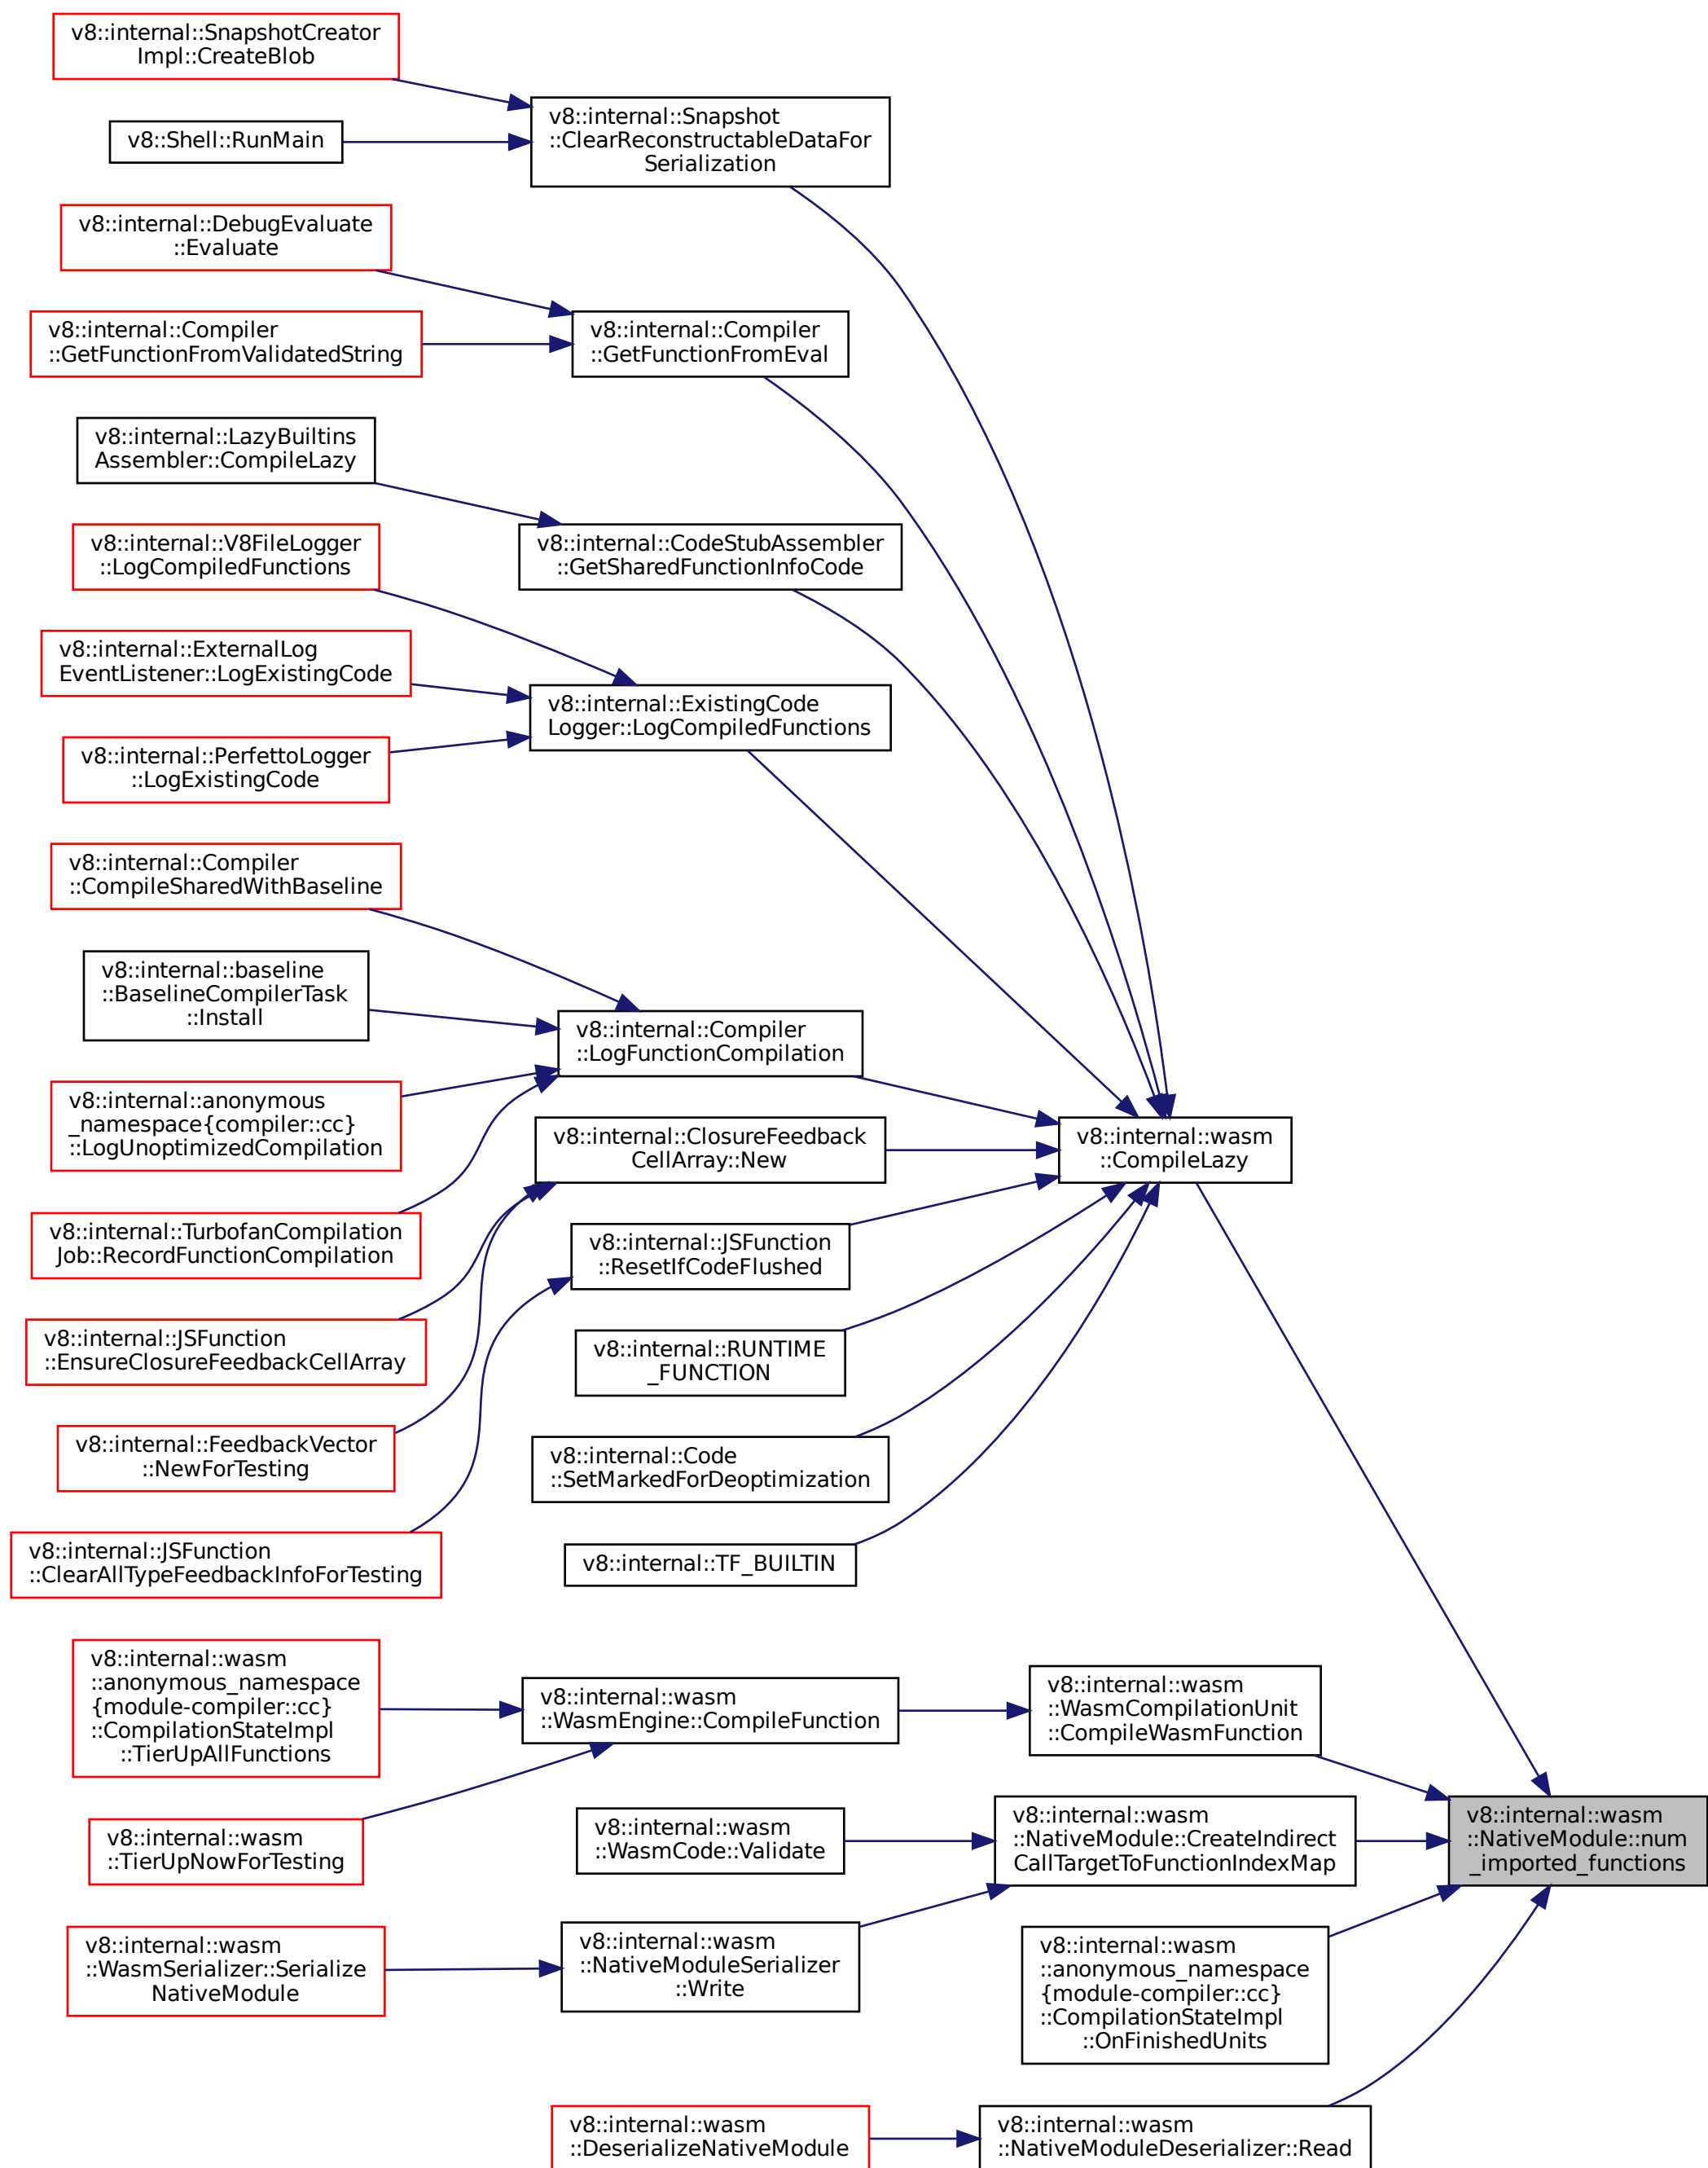 v8::internal::SnapshotCreator
Impl::CreateBlob
v8::Shell::RunMain
v8::internal::DebugEvaluate
::Evaluate
v8::internal::Compiler
::GetFunctionFromValidatedString
v8::internal::LazyBuiltins
Assembler::CompileLazy
v8::internal::V8FileLogger
::LogCompiledFunctions
v8::internal::ExternalLog
EventListener::LogExistingCode
v8::internal::PerfettoLogger
::LogExistingCode
v8::internal::Compiler
::CompileSharedWithBaseline
v8::internal::baseline
::BaselineCompilerTask
::Install
v8::internal::anonymous
_namespace{compiler::cc}
::LogUnoptimizedCompilation
v8::internal::TurbofanCompilation
Job::RecordFunctionCompilation
v8::internal::JSFunction
::EnsureClosureFeedbackCellArray
v8::internal::FeedbackVector
::NewForTesting
v8::internal::JSFunction
::ClearAllTypeFeedbackInfoForTesting
v8::internal::wasm
::anonymous_namespace
{module-compiler::cc}
::CompilationStateImpl
::TierUpAllFunctions
v8::internal::wasm
::TierUpNowForTesting
v8::internal::wasm
::WasmSerializer::Serialize
NativeModule
v8::internal::Snapshot
::ClearReconstructableDataFor
Serialization
v8::internal::Compiler
::GetFunctionFromEval
v8::internal::CodeStubAssembler
::GetSharedFunctionInfoCode
v8::internal::ExistingCode
Logger::LogCompiledFunctions
v8::internal::Compiler
::LogFunctionCompilation
v8::internal::ClosureFeedback
CellArray::New
v8::internal::JSFunction
::ResetIfCodeFlushed
v8::internal::RUNTIME
_FUNCTION
v8::internal::Code
::SetMarkedForDeoptimization
v8::internal::TF_BUILTIN
v8::internal::wasm
::WasmEngine::CompileFunction
v8::internal::wasm
::WasmCode::Validate
v8::internal::wasm
::NativeModuleSerializer
::Write
v8::internal::wasm
::DeserializeNativeModule
v8::internal::wasm
::CompileLazy
v8::internal::wasm
::WasmCompilationUnit
::CompileWasmFunction
v8::internal::wasm
::NativeModule::CreateIndirect
CallTargetToFunctionIndexMap
v8::internal::wasm
::anonymous_namespace
{module-compiler::cc}
::CompilationStateImpl
::OnFinishedUnits
v8::internal::wasm
::NativeModuleDeserializer::Read
v8::internal::wasm
::NativeModule::num
_imported_functions